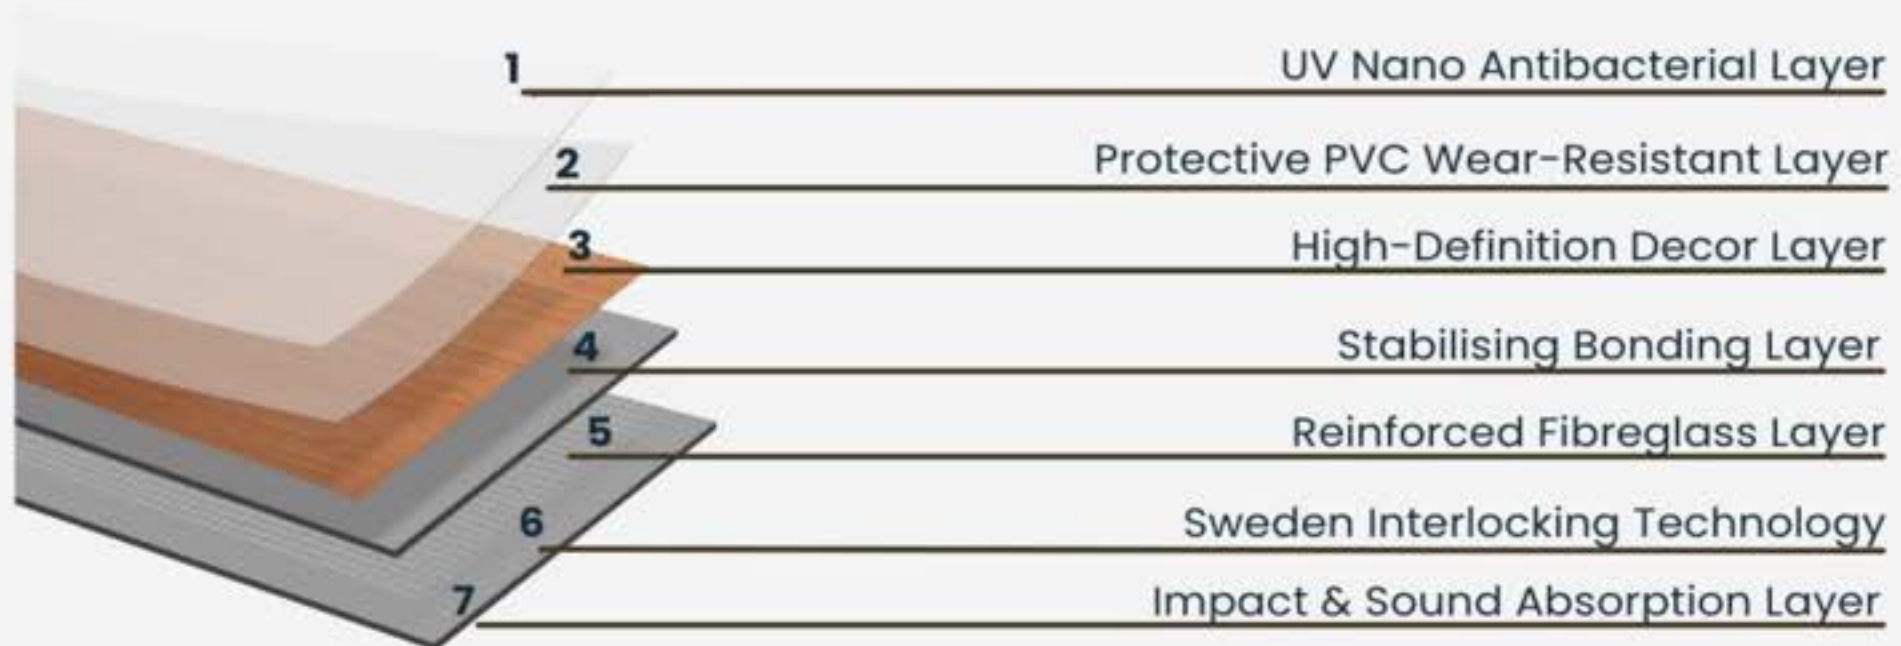 1 UV Nano Antibacterial Layer
2 Protective PVC Wear-Resistant Layer
3 High-Definition Decor Layer
4 Stabilising Bonding Layer
5 Reinforced Fibreglass Layer
6 Sweden Interlocking Technology
7 Impact & Sound Absorption Layer